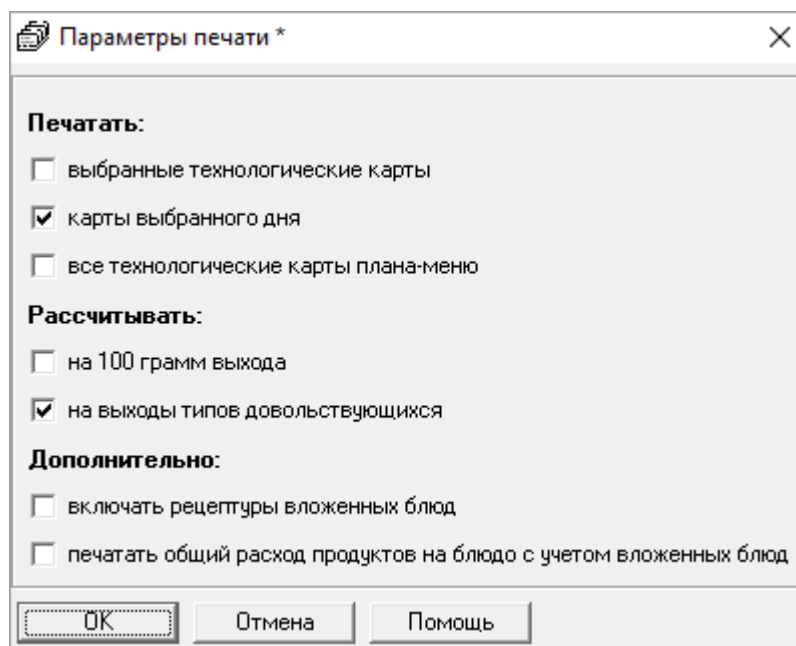 Параметры печати *
Печатать:
выбранные технологические карты
карты выбранного дня
все технологические карты плана-меню
Рассчитывать:
на 100 грамм выхода
на выходы типов довольствующихся
Дополнительно:
включать рецептуры вложенных блюд
печатать общий расход продуктов на блюдо с учетом вложенных блюд
OK
Отмена
Помощь